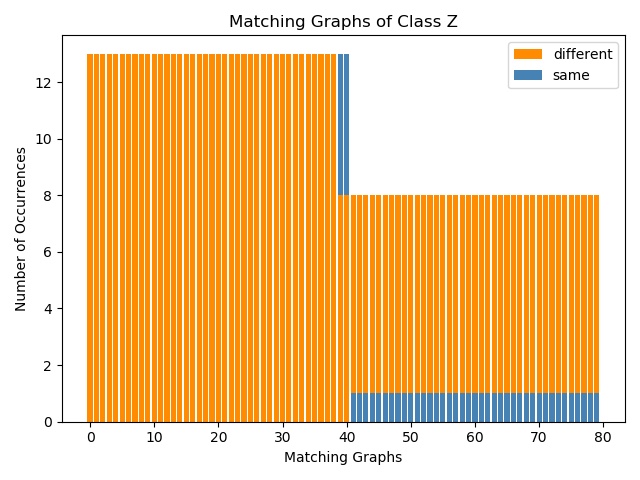 Matching Graphs of Class Z
different
same
12
10
8
6
4
2
0
Number of Occurrences
0 10 20 30 40 50 60 70 80
Matching Graphs